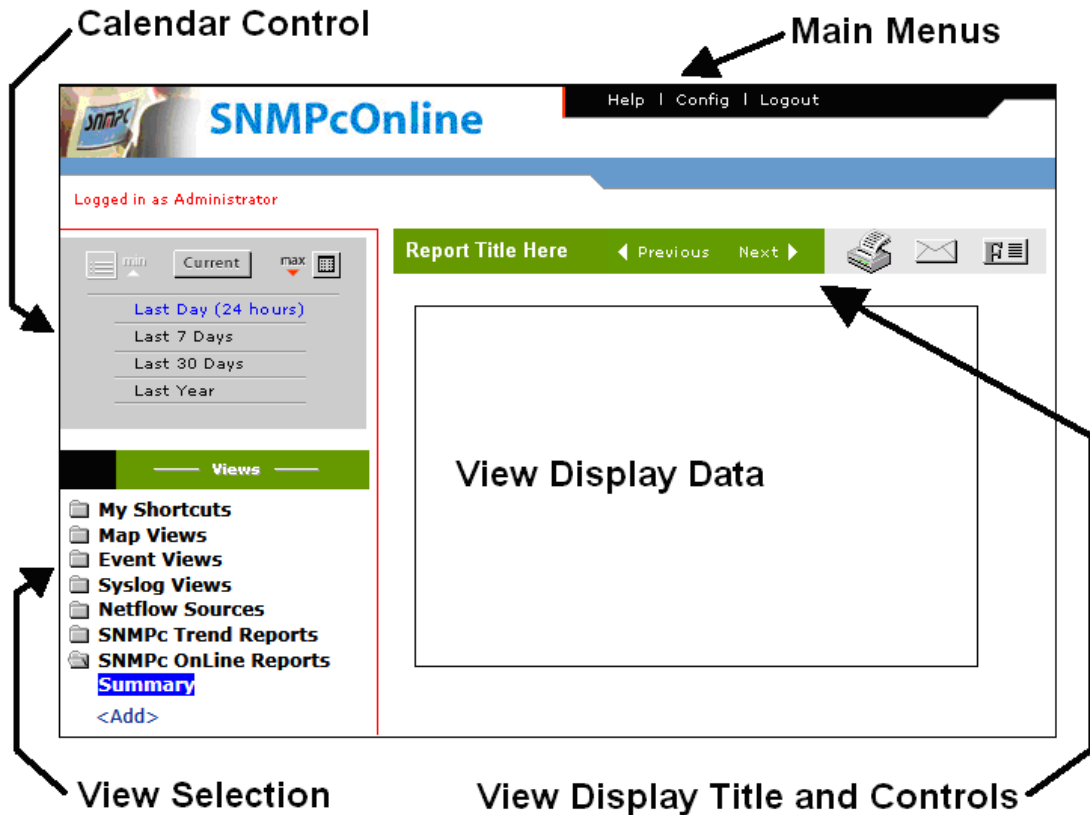 Calendar Control
Main Menus
snmpc
SNMPcOnline
Help | Config | Logout
Logged in as Administrator
min
Current
max
Last Day (24 hours)
Last 7 Days
Last 30 Days
Last Year
Report Title Here
Previous
Next
View Display Data
Views
My Shortcuts
Map Views
Event Views
Syslog Views
Netflow Sources
SNMPc Trend Reports
SNMPc OnLine Reports
Summary
<Add>
View Selection
View Display Title and Controls